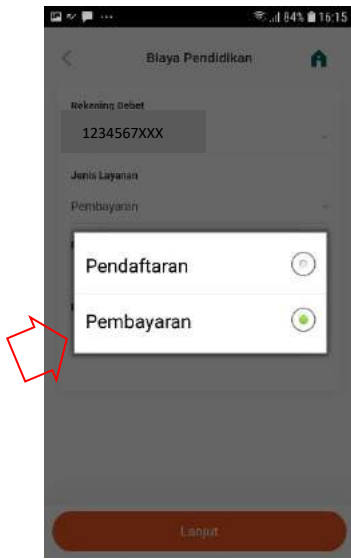 84% 16:15
Biaya Pendidikan
Rekening Debet
1234567XXX
Jenis Layanan
Pembayaran
Pendaftaran
Pembayaran
Lanjut